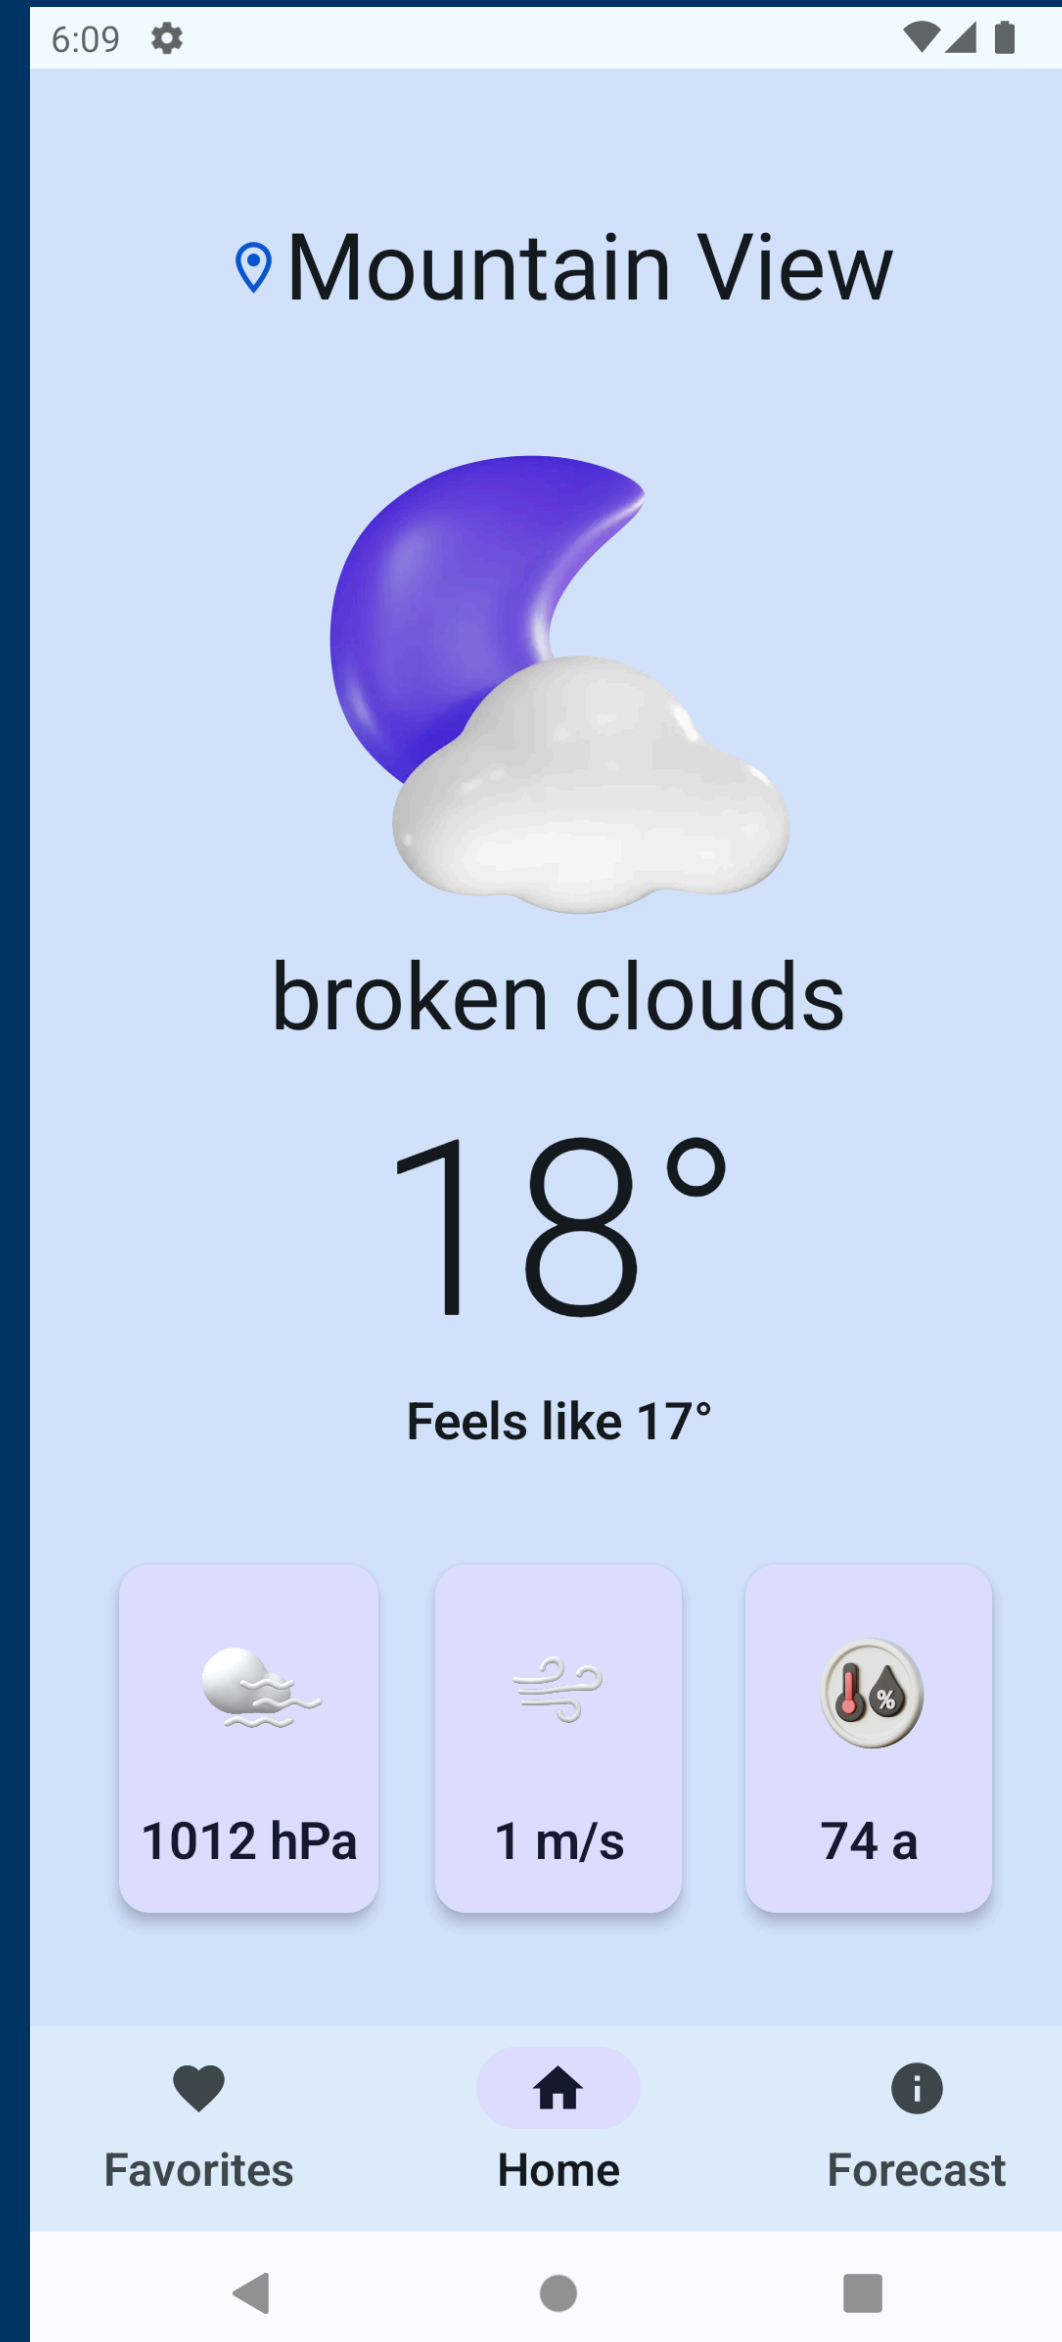 6:09
Mountain View
broken clouds
18°
Feels like 17°
1012 hPa
1 m/s
%
74 a
Favorites
Home
Forecast